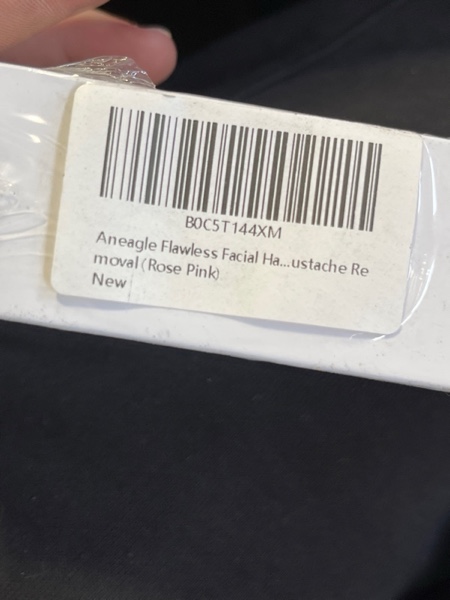 B0C5T144XM
Aneagle Flawless Facial Ha...ustache Re
moval (Rose Pink)
New